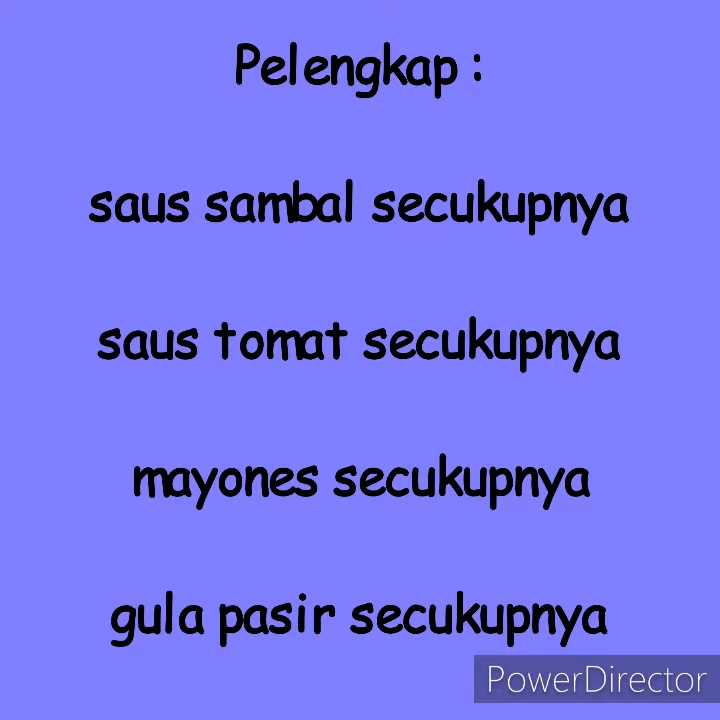 Pelengkap :
saus sambal secukupnya
saus tomat secukupnya
mayones secukupnya
gula pasir secukupnya
PowerDirector